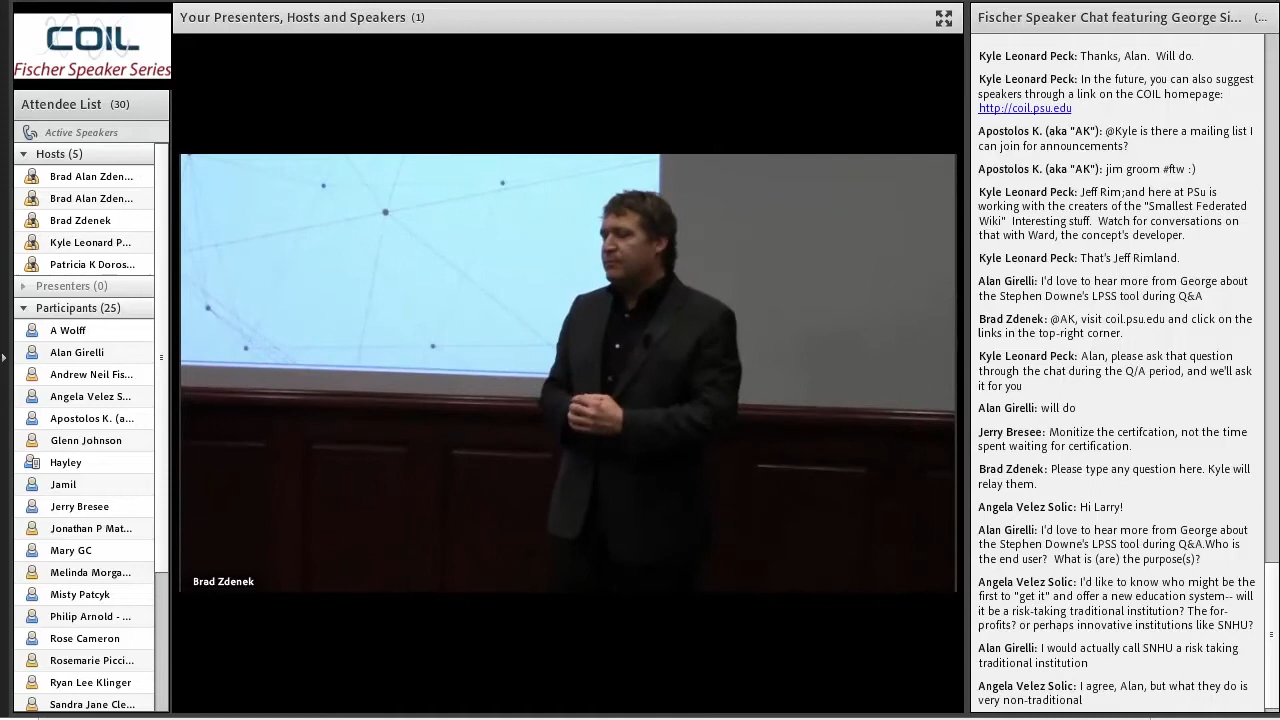 COIL
Fischer Speaker Series
Attendee List (30)
Active Speakers
Hosts (5)
Brad Alan Zden...
Brad Alan Zden...
Brad Zdenek
Kyle Leonard P...
Patricia K Doros...
Presenters (0)
Participants (25)
A Wolff
Alan Girelli
Andrew Neil Fis...
Angela Velez S...
Apostolos K. (a...
Glenn Johnson
Hayley
Jamil
Jerry Bresee
Jonathan P Mat...
Mary GC
Melinda Morga...
Misty Patcyk
Philip Arnold - ...
Rose Cameron
Rosemarie Picci...
Ryan Lee Klinger
Sandra Jane Cle...
Your Presenters, Hosts and Speakers (1)
Brad Zdenek
Fischer Speaker Chat featuring George Si... (...
Kyle Leonard Peck: Thanks, Alan. Will do.
Kyle Leonard Peck: In the future, you can also suggest
speakers through a link on the COIL homepage:
http://coil.psu.edu
Apostolos K. (aka "AK"): @Kyle is there a mailing list I
can join for announcements?
Apostolos K. (aka "AK"): jim groom #ftw :)
Kyle Leonard Peck: Jeff Rim;and here at PSu is
working with the creators of the "Smallest Federated
Wiki" Interesting stuff. Watch for conversations on
that with Ward, the concept's developer.
Kyle Leonard Peck: That's Jeff Rimland.
Alan Girelli: I'd love to hear more from George about
the Stephen Downe's LPSS tool during Q&A
Brad Zdenek: @AK, visit coil.psu.edu and click on the
links in the top-right corner.
Kyle Leonard Peck: Alan, please ask that question
through the chat during the Q/A period, and we'll ask
it for you
Alan Girelli: will do
Jerry Bresee: Monitize the certifcation, not the time
spent waiting for certification.
Brad Zdenek: Please type any question here. Kyle will
relay them.
Angela Velez Solic: Hi Larry!
Alan Girelli: I'd love to hear more from George about
the Stephen Downe's LPSS tool during Q&A.Who is
the end user? What is (are) the purpose(s)?
Angela Velez Solic: I'd like to know who might be the
first to "get it" and offer a new education system-- will
it be a risk-taking traditional institution? The for-
profits? or perhaps innovative institutions like SNHU?
Alan Girelli: I would actually call SNHU a risk taking
traditional institution
Angela Velez Solic: I agree, Alan, but what they do is
very non-traditional